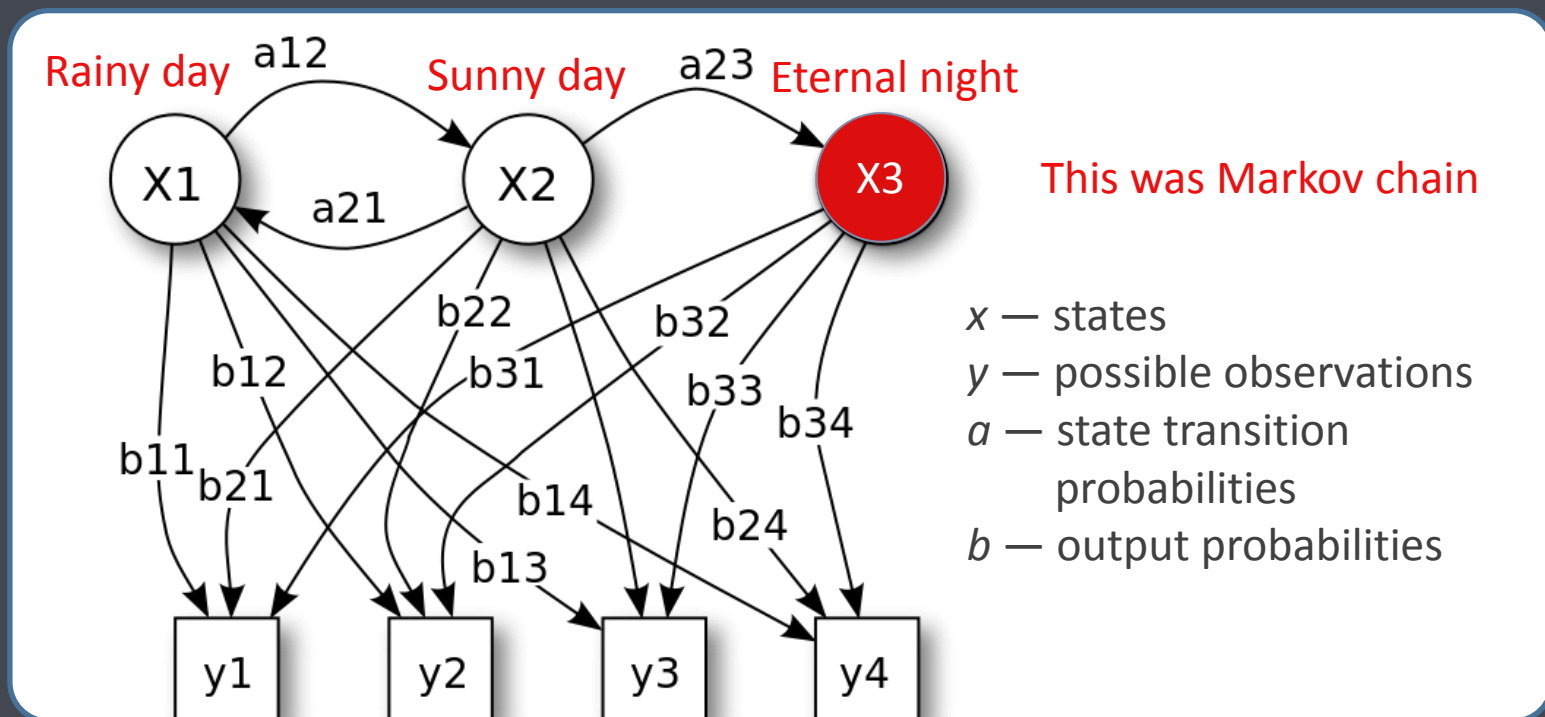 a12
Rainy day
Sunny day
a23
Eternal night
X1
X2
X3
This was Markov chain
a21
b22
b32
x — states
b12
b31
b33
y — possible observations
b34
a — state transition
probabilities
b11
b21
b14
b24
b — output probabilities
b13
y1
y2
y3
y4